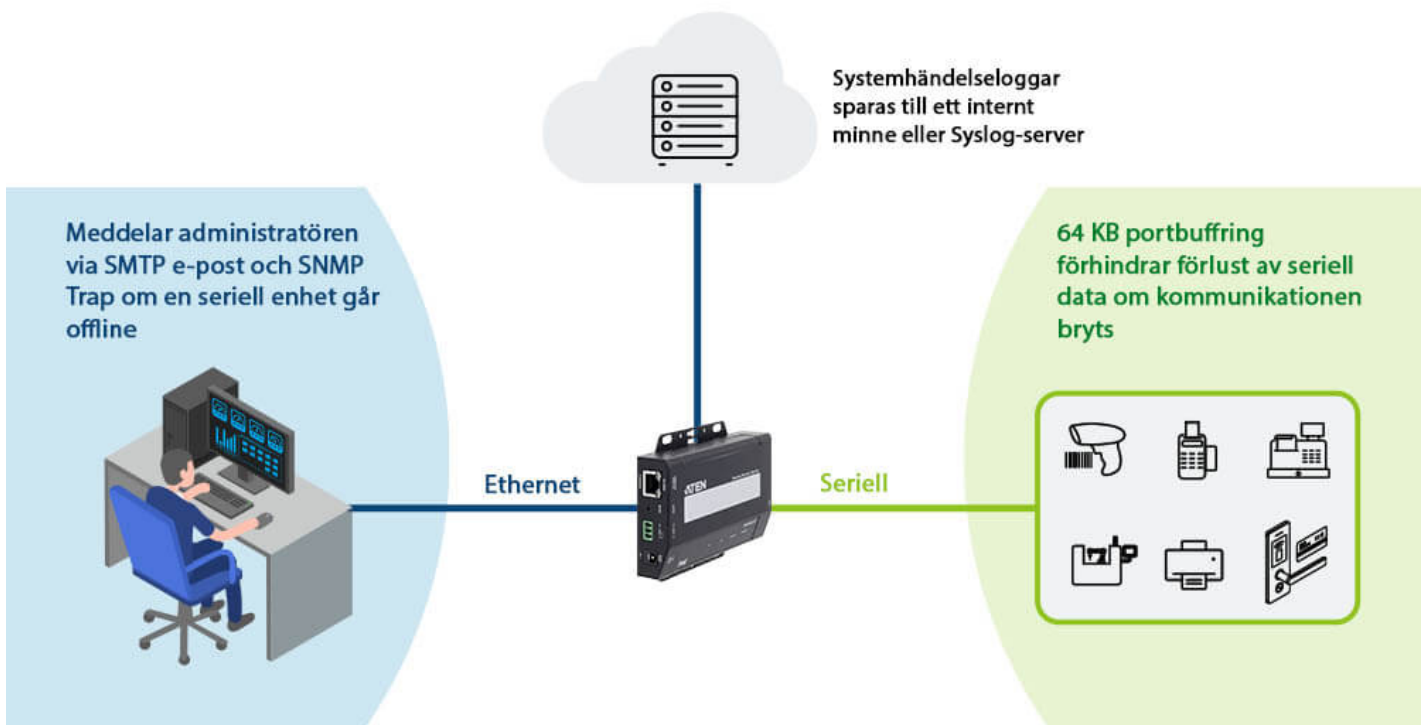 Systemhändelseloggar
sparas till ett internt
minne eller Syslog-server
Meddelar administratören
via SMTP e-post och SNMP
Trap om en seriell enhet går
offline
64 KB portbuffring
förhindrar förlust av seriell
data om kommunikationen
bryts
Ethernet
Seriell
ATEN